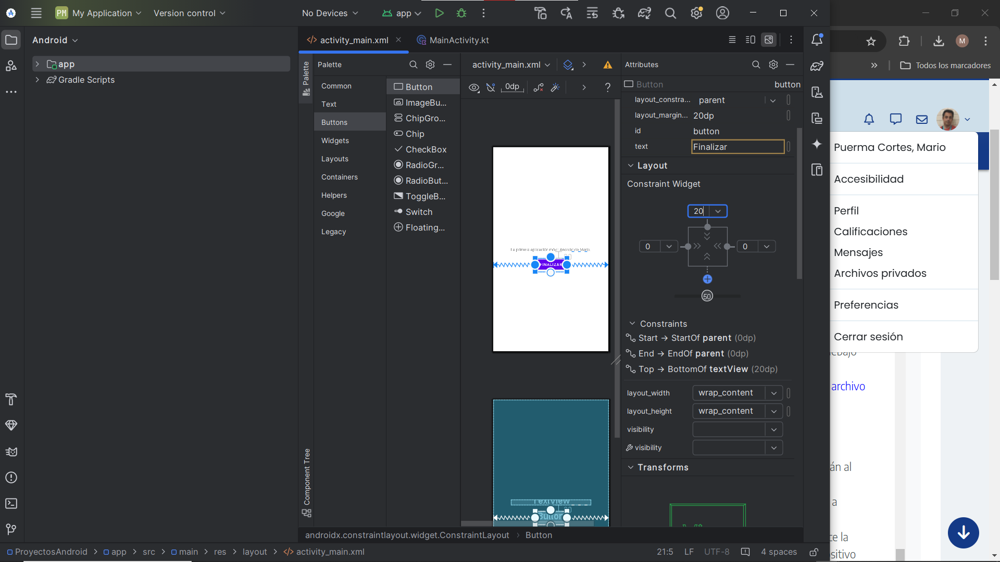 PM My Application
Version control
No Devices
app
Android
app
Gradle Scripts
activity_main.xml
MainActivity.kt
Palette
Component Tree
Palette
Common
Text
Buttons
Widgets
Layouts
Containers
Helpers
Google
Legacy
Button
ImageBu...
ChipGro...
Chip
CheckBox
RadioGr...
RadioBut...
ToggleB...
Switch
Floating...
activity_main.xml
0dp
?
La primera aplicación móvil Android de Mario
FINALIZAR
TextView
Button
Attributes
Button
button
layout_constra...
parent
layout_margin...
20dp
id
button
text
Finalizar
Layout
Constraint Widget
20
0
0
50
Constraints
Start → StartOf parent (0dp)
End → EndOf parent (0dp)
Top → BottomOf textView (20dp)
layout_width
wrap_content
layout_height
wrap_content
visibility
visibility
Transforms
androidx.constraintlayout.widget.ConstraintLayout > Button
ProyectosAndroid > app > src > main > res > layout > activity_main.xml
21:5
LF
UTF-8
4 spaces
M
Todos los marcadores
Puerma Cortes, Mario
Accesibilidad
Perfil
Calificaciones
Mensajes
Archivos privados
Preferencias
Cerrar sesión
archivo
án al
a
ce la
sitivo